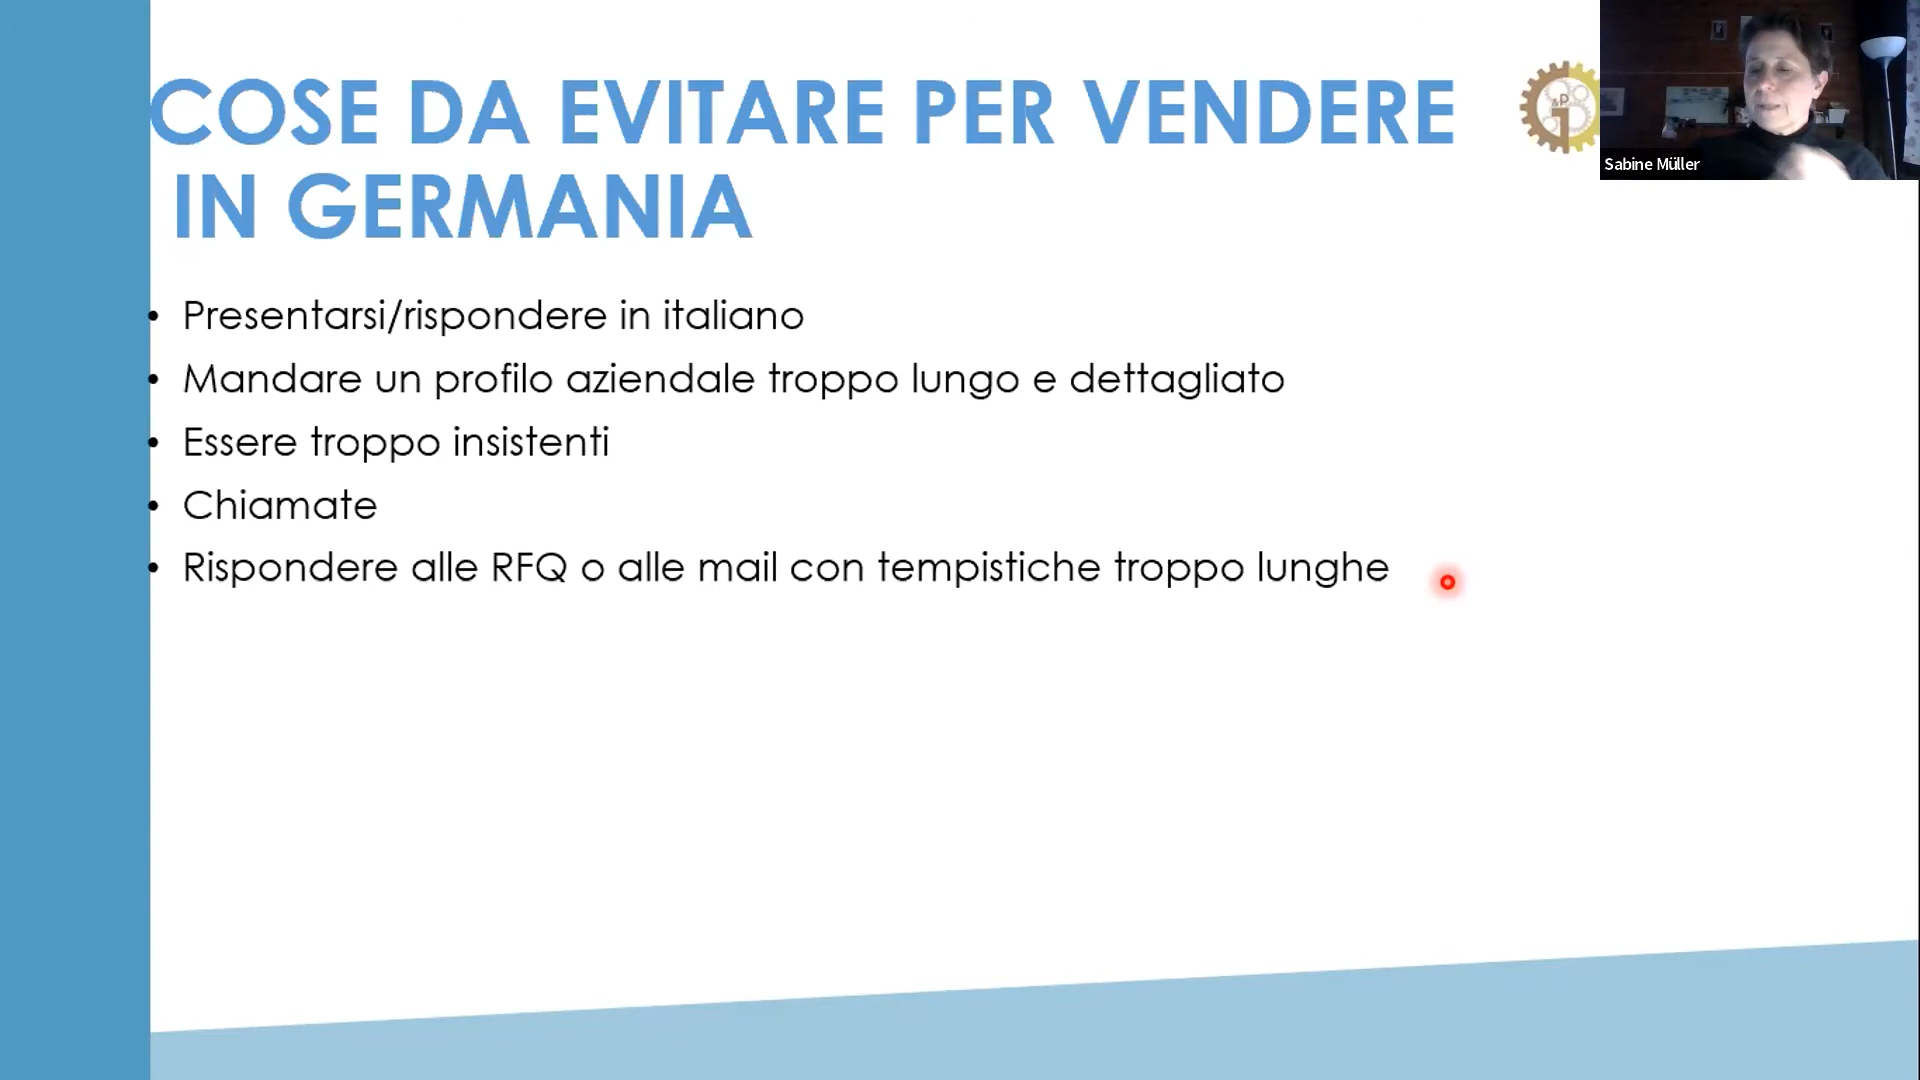 COSE DA EVITARE PER VENDERE
IN GERMANIA
&P
Sabine Müller
• Presentarsi/rispondere in italiano
• Mandare un profilo aziendale troppo lungo e dettagliato
• Essere troppo insistenti
• Chiamate
• Rispondere alle RFQ o alle mail con tempistiche troppo lunghe